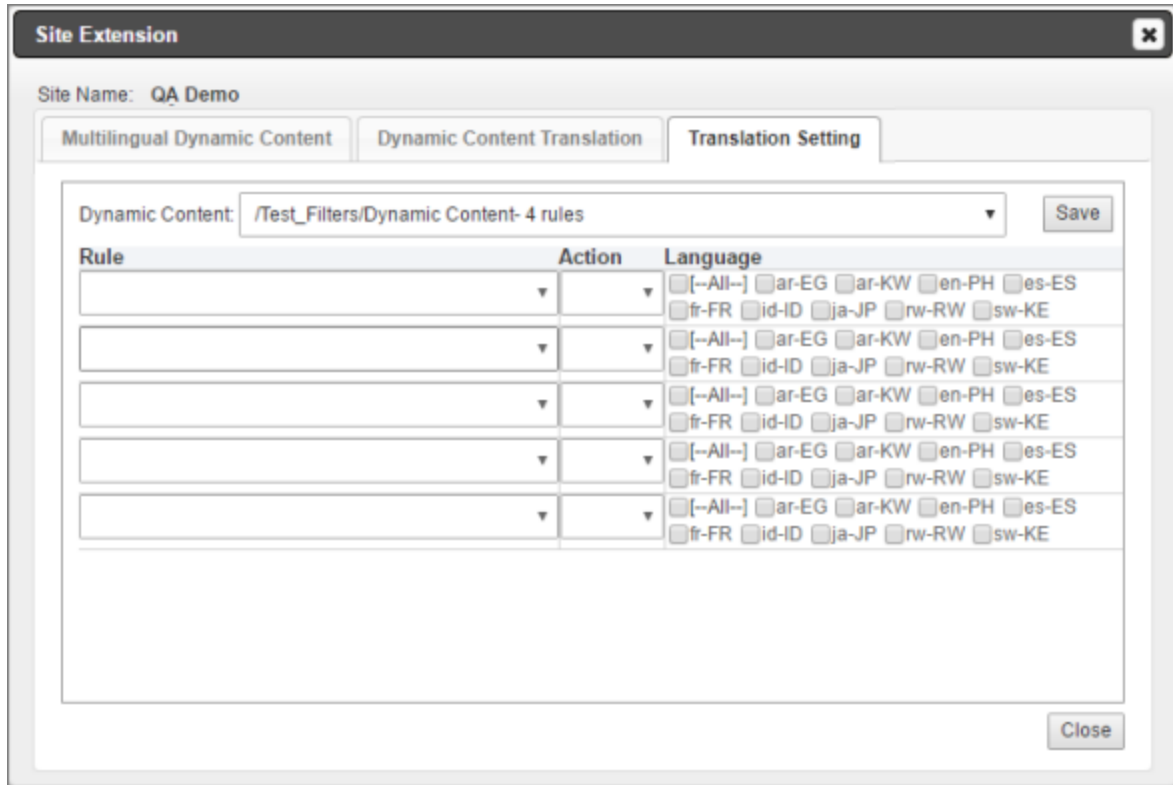 Site Extension
Site Name: QA Demo
Multilingual Dynamic Content Dynamic Content Translation Translation Setting
Dynamic Content: /Test_Filters/Dynamic Content- 4 rules Save
Rule Action Language
[--All--] ar-EG ar-KW en-PH es-ES
fr-FR id-ID ja-JP rw-RW sw-KE
[--All--] ar-EG ar-KW en-PH es-ES
fr-FR id-ID ja-JP rw-RW sw-KE
[--All--] ar-EG ar-KW en-PH es-ES
fr-FR id-ID ja-JP rw-RW sw-KE
[--All--] ar-EG ar-KW en-PH es-ES
fr-FR id-ID ja-JP rw-RW sw-KE
[--All--] ar-EG ar-KW en-PH es-ES
fr-FR id-ID ja-JP rw-RW sw-KE
Close